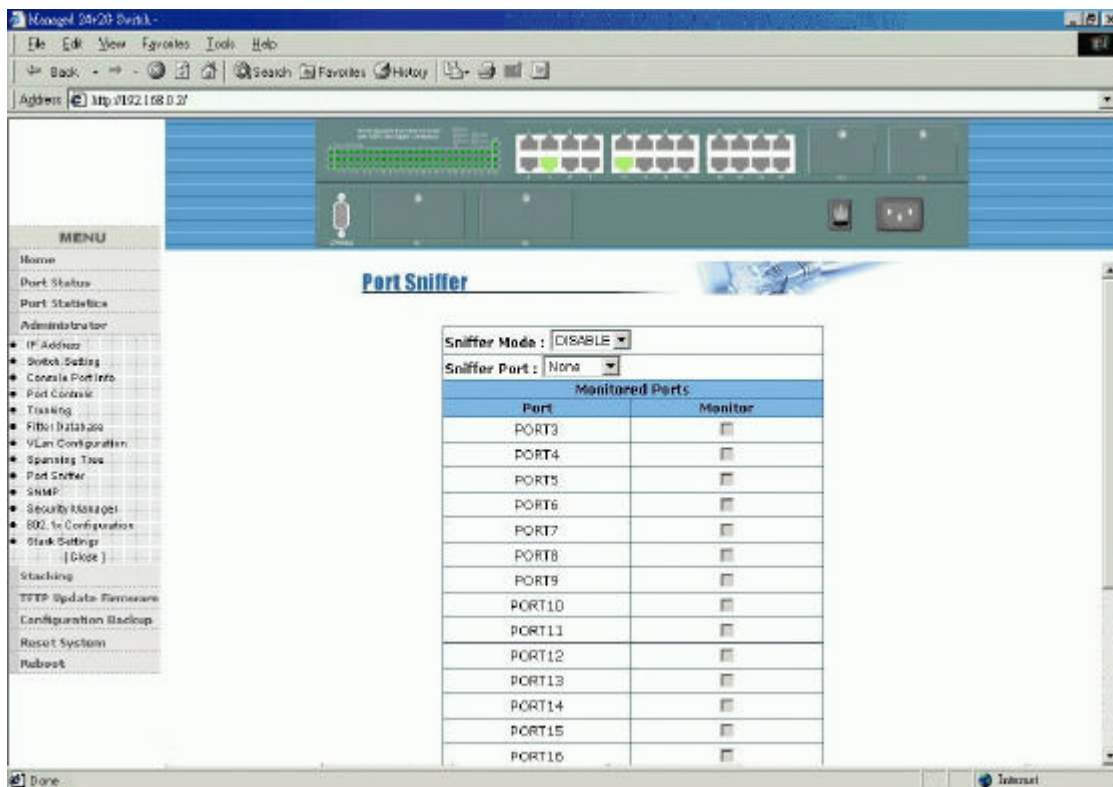 Managed 24+2G Switch -
File Edit View Favorites Tools Help
Back Search Favorites History
Address http://192.168.0.2/
MENU
Home
Port Status
Port Statistics
Administrator
IP Address
Switch Setting
Console Port Info
Port Controls
Trunking
Filter Database
VLan Configuration
Spanning Tree
Port Sniffer
SNMP
Security Manager
802.1x Configuration
Stack Settings
[ Close ]
Stacking
TFTP Update Firmware
Configuration Backup
Reset System
Reboot
Port Sniffer
Sniffer Mode : DISABLE
Sniffer Port : None
Monitored Ports
Port Monitor
PORT3
PORT4
PORT5
PORT6
PORT7
PORT8
PORT9
PORT10
PORT11
PORT12
PORT13
PORT14
PORT15
PORT16
Done Internet